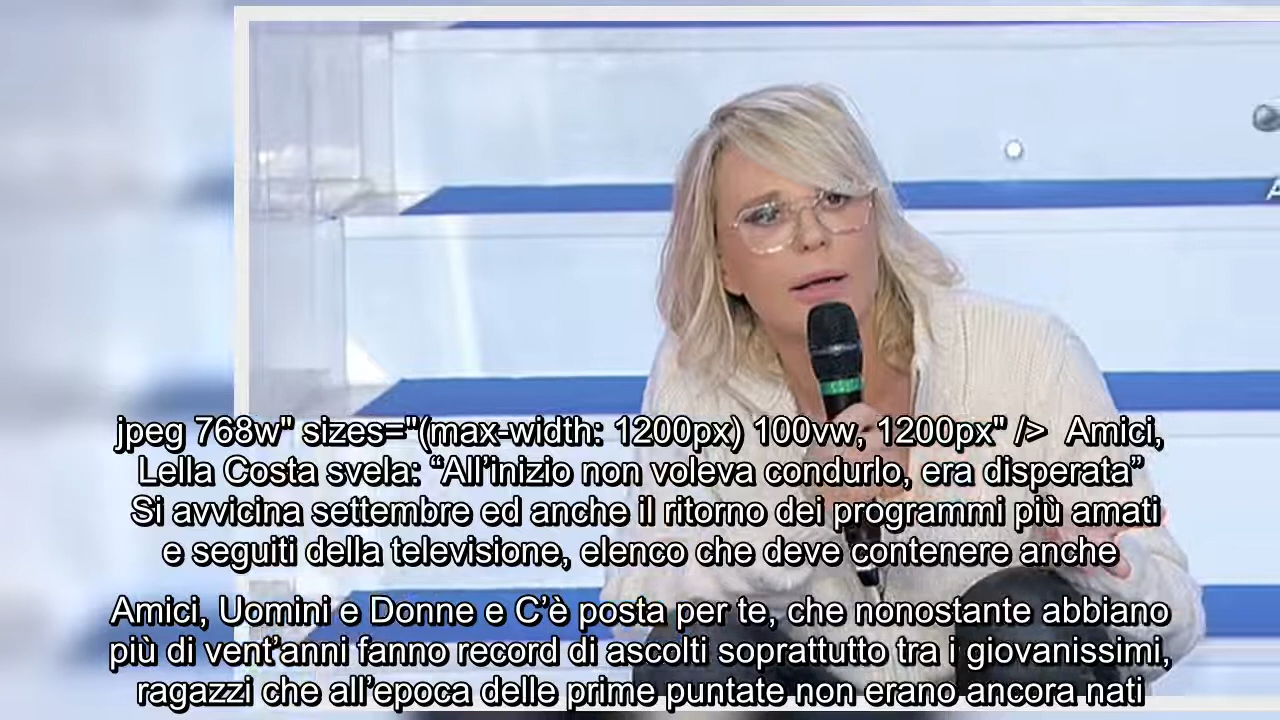 jpeg 768w" sizes="(max-width: 1200px) 100vw, 1200px" />  Amici,
Lella Costa svela: “All’inizio non voleva condurlo, era disperata”
Si avvicina settembre ed anche il ritorno dei programmi più amati
e seguiti della televisione, elenco che deve contenere anche
Amici, Uomini e Donne e C’è posta per te, che nonostante abbiano
più di vent’anni fanno record di ascolti soprattutto tra i giovanissimi,
ragazzi che all’epoca delle prime puntate non erano ancora nati